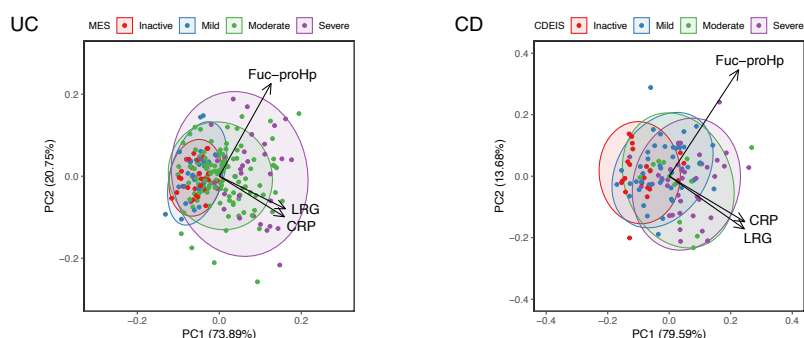 UC
MES Inactive Mild Moderate Severe
PC2 (20.75%)
0.2
0.0
−0.2
Fuc−proHp
LRG
CRP
−0.2 0.0 0.2
PC1 (73.89%)
CD
CDEIS Inactive Mild Moderate Severe
PC2 (13.68%)
0.4
0.2
0.0
−0.2
−0.4
Fuc−proHp
CRP
LRG
−0.4 −0.2 0.0 0.2 0.4
PC1 (79.59%)